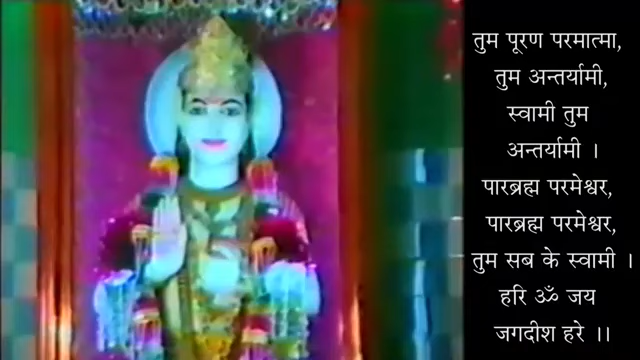 तुम पूरण परमात्मा,
तुम अन्तर्यामी,
स्वामी तुम
अन्तर्यामी ।
पारब्रह्म परमेश्वर,
पारब्रह्म परमेश्वर,
तुम सब के स्वामी ।
हरि ॐ जय
जगदीश हरे ।।